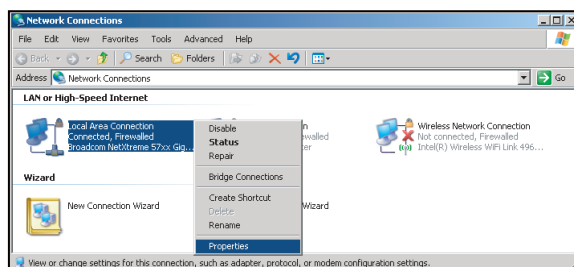 Network Connections
File Edit View Favorites Tools Advanced Help
Back Search Folders
Address Network Connections Go
LAN or High-Speed Internet
Local Area Connection
Connected, Firewalled
Broadcom NetXtreme 57xx Gig...
Disable
Status
Repair
Bridge Connections
Create Shortcut
Delete
Rename
Properties
Wireless Network Connection
Not connected, Firewalled
Intel(R) Wireless WiFi Link 496...
Wizard
New Connection Wizard
Wizard
View or change settings for this connection, such as adapter, protocol, or modem configuration settings.